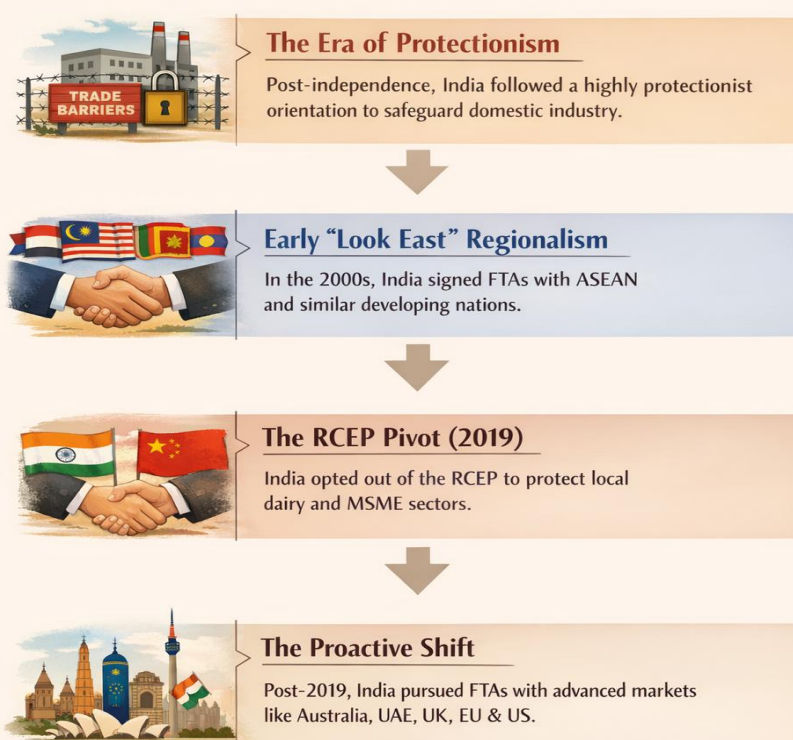 TRADE
BARRIERS
The Era of Protectionism
Post-independence, India followed a highly protectionist
orientation to safeguard domestic industry.
Early “Look East” Regionalism
In the 2000s, India signed FTAs with ASEAN
and similar developing nations.
The RCEP Pivot (2019)
India opted out of the RCEP to protect local
dairy and MSME sectors.
The Proactive Shift
Post-2019, India pursued FTAs with advanced markets
like Australia, UAE, UK, EU & US.